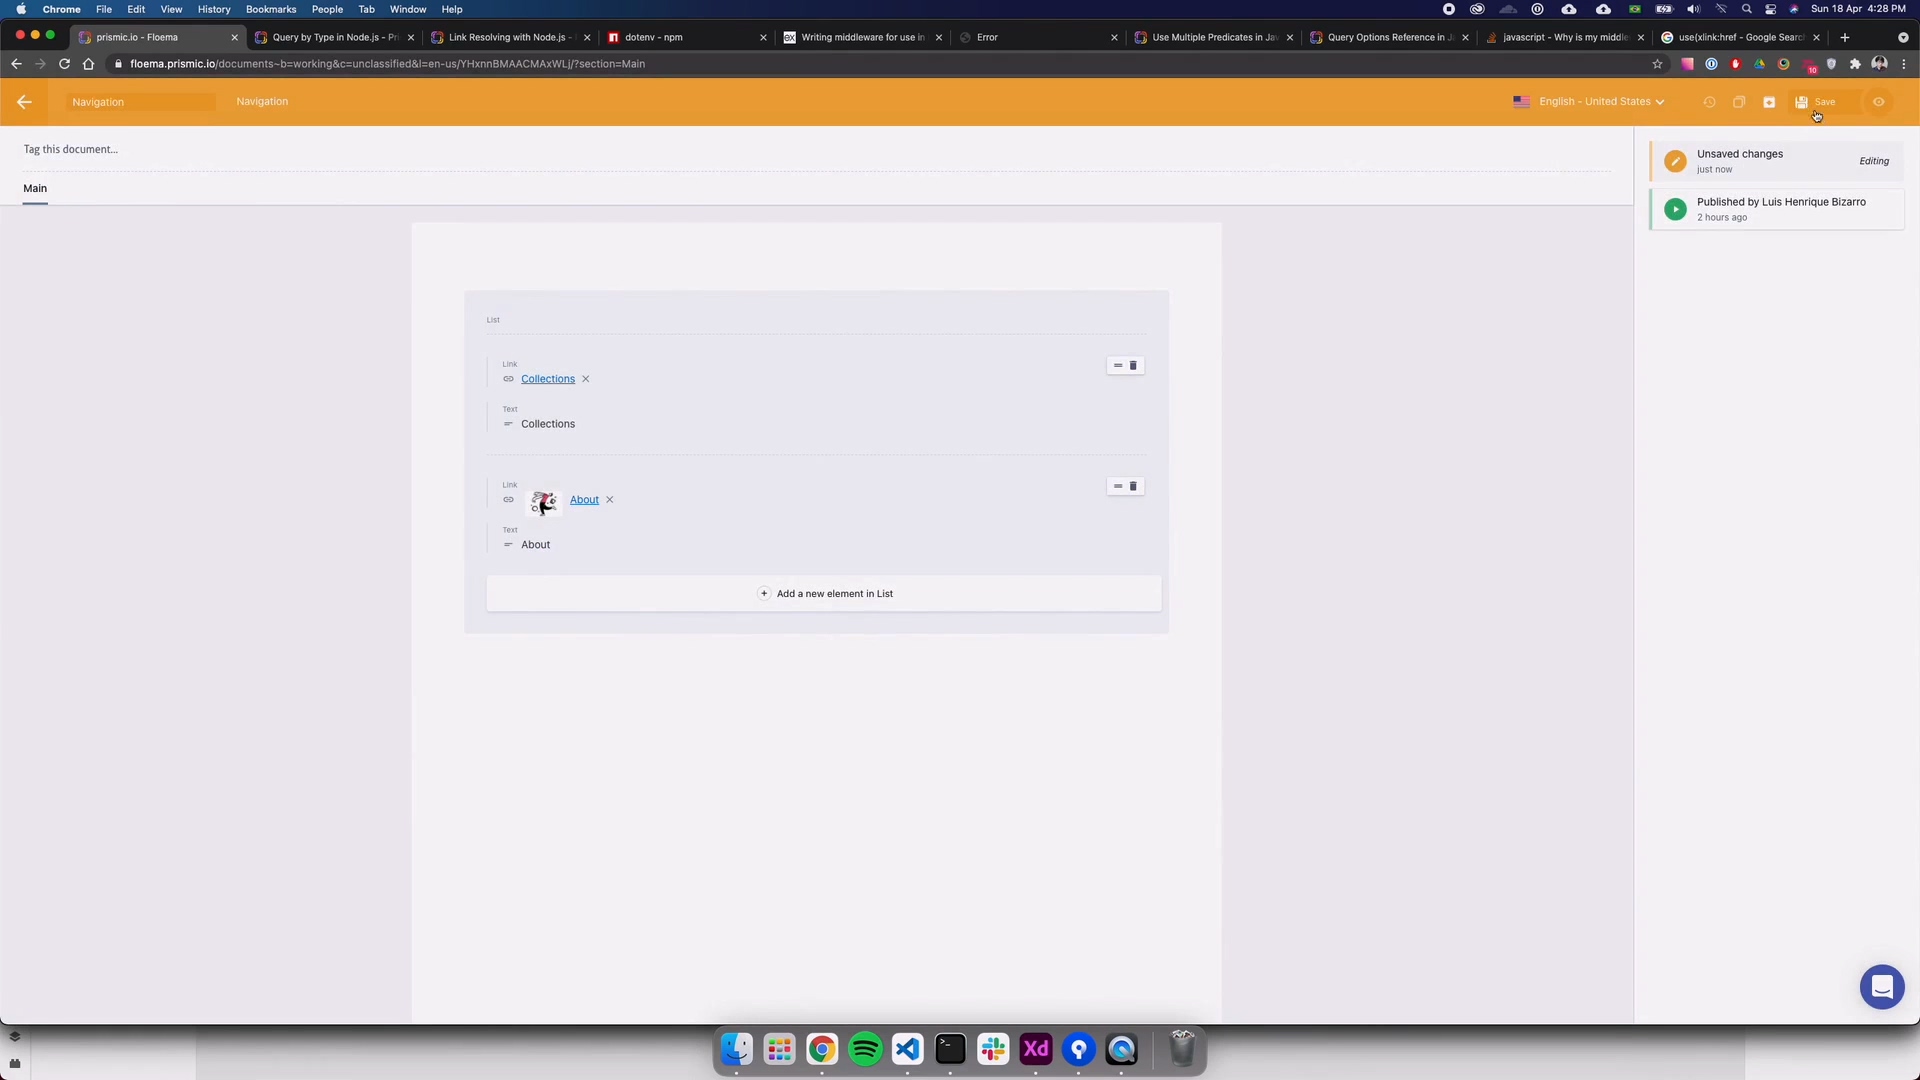 Chrome File Edit View History Bookmarks People Tab Window Help
Sun 18 Apr 4:28 PM
prismic.io - Floema
Query by Type in Node.js - Pri
Link Resolving with Node.js -
dotenv - npm
Writing middleware for use in
Error
Use Multiple Predicates in Jav
Query Options Reference in Ja
javascript - Why is my middle
use(xlink:href - Google Search
floema.prismic.io/documents~b=working&c=unclassified&l=en-us/YHxnnBMAACMAxWLj/?section=Main
10
Navigation
Navigation
English - United States
Save
Tag this document...
Main
Unsaved changes
just now
Editing
Published by Luis Henrique Bizarro
2 hours ago
List
Link
Collections
Text
Collections
Link
About
Text
About
+ Add a new element in List
Xd